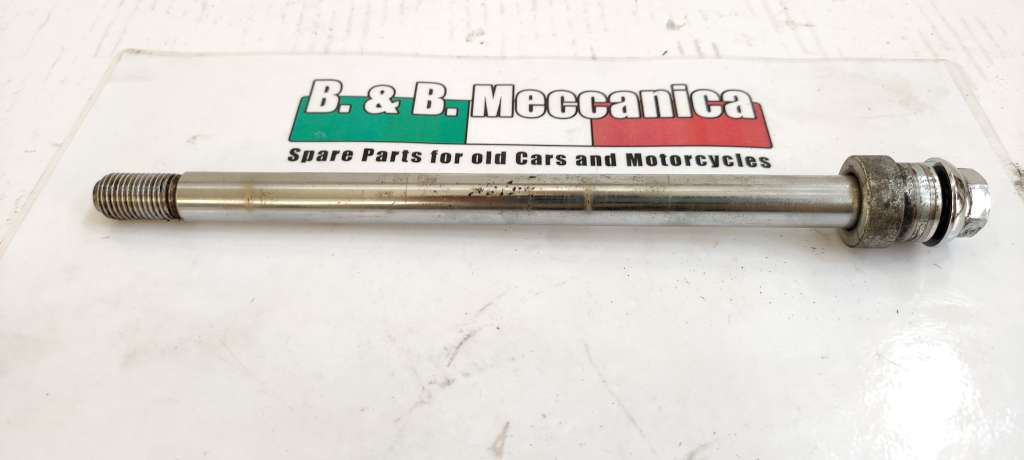 B. & B. Meccanica
Spare Parts for old Cars and Motorcycles